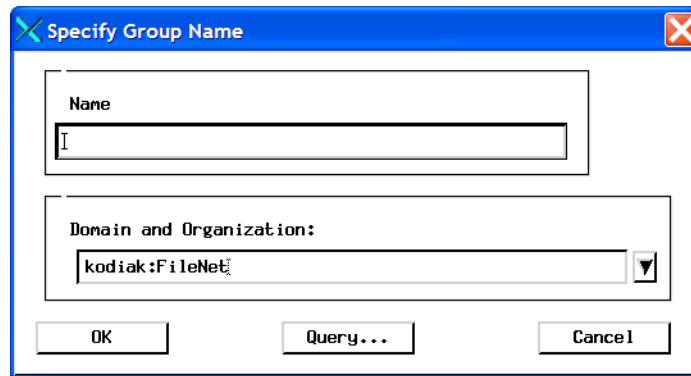 Specify Group Name
Name
Domain and Organization:
kodiak:FileNet
OK Query... Cancel